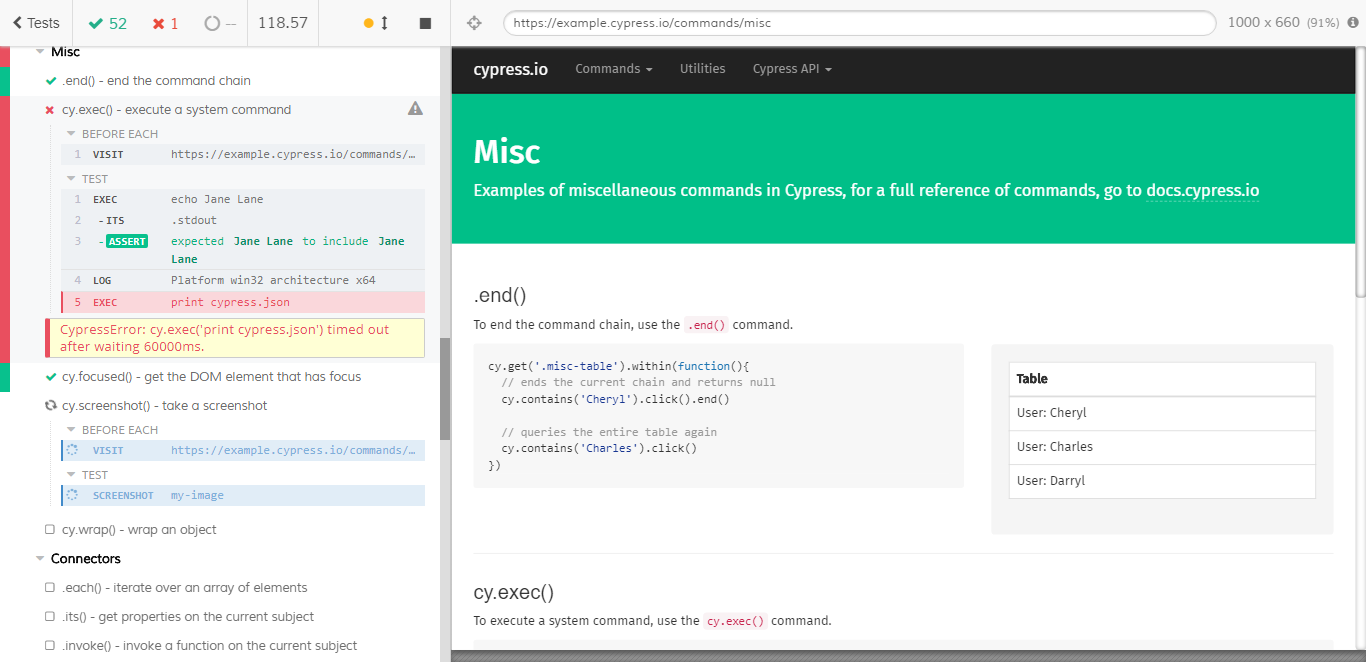 Tests 52 1 -- 118.57
https://example.cypress.io/commands/misc
1000 x 660 (91%)
Misc
.end() - end the command chain
cy.exec() - execute a system command
BEFORE EACH
1 VISIT https://example.cypress.io/commands/…
TEST
1 EXEC echo Jane Lane
2 - ITS .stdout
3 - ASSERT expected Jane Lane to include Jane
Lane
4 LOG Platform win32 architecture x64
5 EXEC print cypress.json
CypressError: cy.exec('print cypress.json') timed out
after waiting 60000ms.
cy.focused() - get the DOM element that has focus
cy.screenshot() - take a screenshot
BEFORE EACH
VISIT https://example.cypress.io/commands/…
TEST
SCREENSHOT my-image
cy.wrap() - wrap an object
Connectors
.each() - iterate over an array of elements
.its() - get properties on the current subject
.invoke() - invoke a function on the current subject
cypress.io Commands Utilities Cypress API
Misc
Examples of miscellaneous commands in Cypress, for a full reference of commands, go to docs.cypress.io
.end()
To end the command chain, use the .end() command.
cy.get('.misc-table').within(function(){
// ends the current chain and returns null
cy.contains('Cheryl').click().end()
// queries the entire table again
cy.contains('Charles').click()
})
Table
User: Cheryl
User: Charles
User: Darryl
cy.exec()
To execute a system command, use the cy.exec() command.